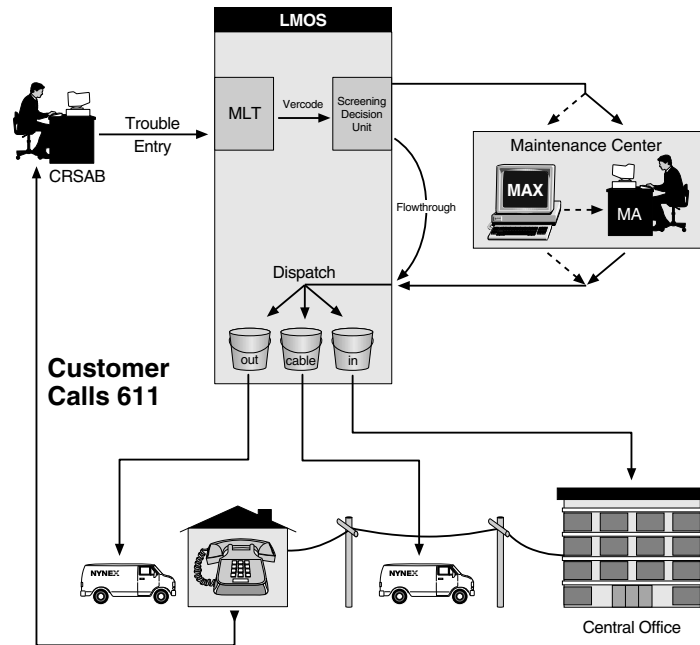 LMOS
MLT
Vercode
Screening
Decision
Unit
Trouble
Entry
CRSAB
Maintenance Center
MAX
MA
Flowthrough
Dispatch
out
cable
in
Customer
Calls 611
NYNEX
NYNEX
Central Office